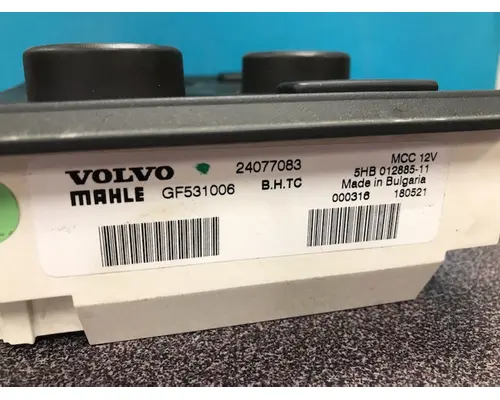 VOLVO 24077083 MCC 12V
MAHLE GF531006 B.H.TC 5HB 012885-11
Made in Bulgaria
000316 180521